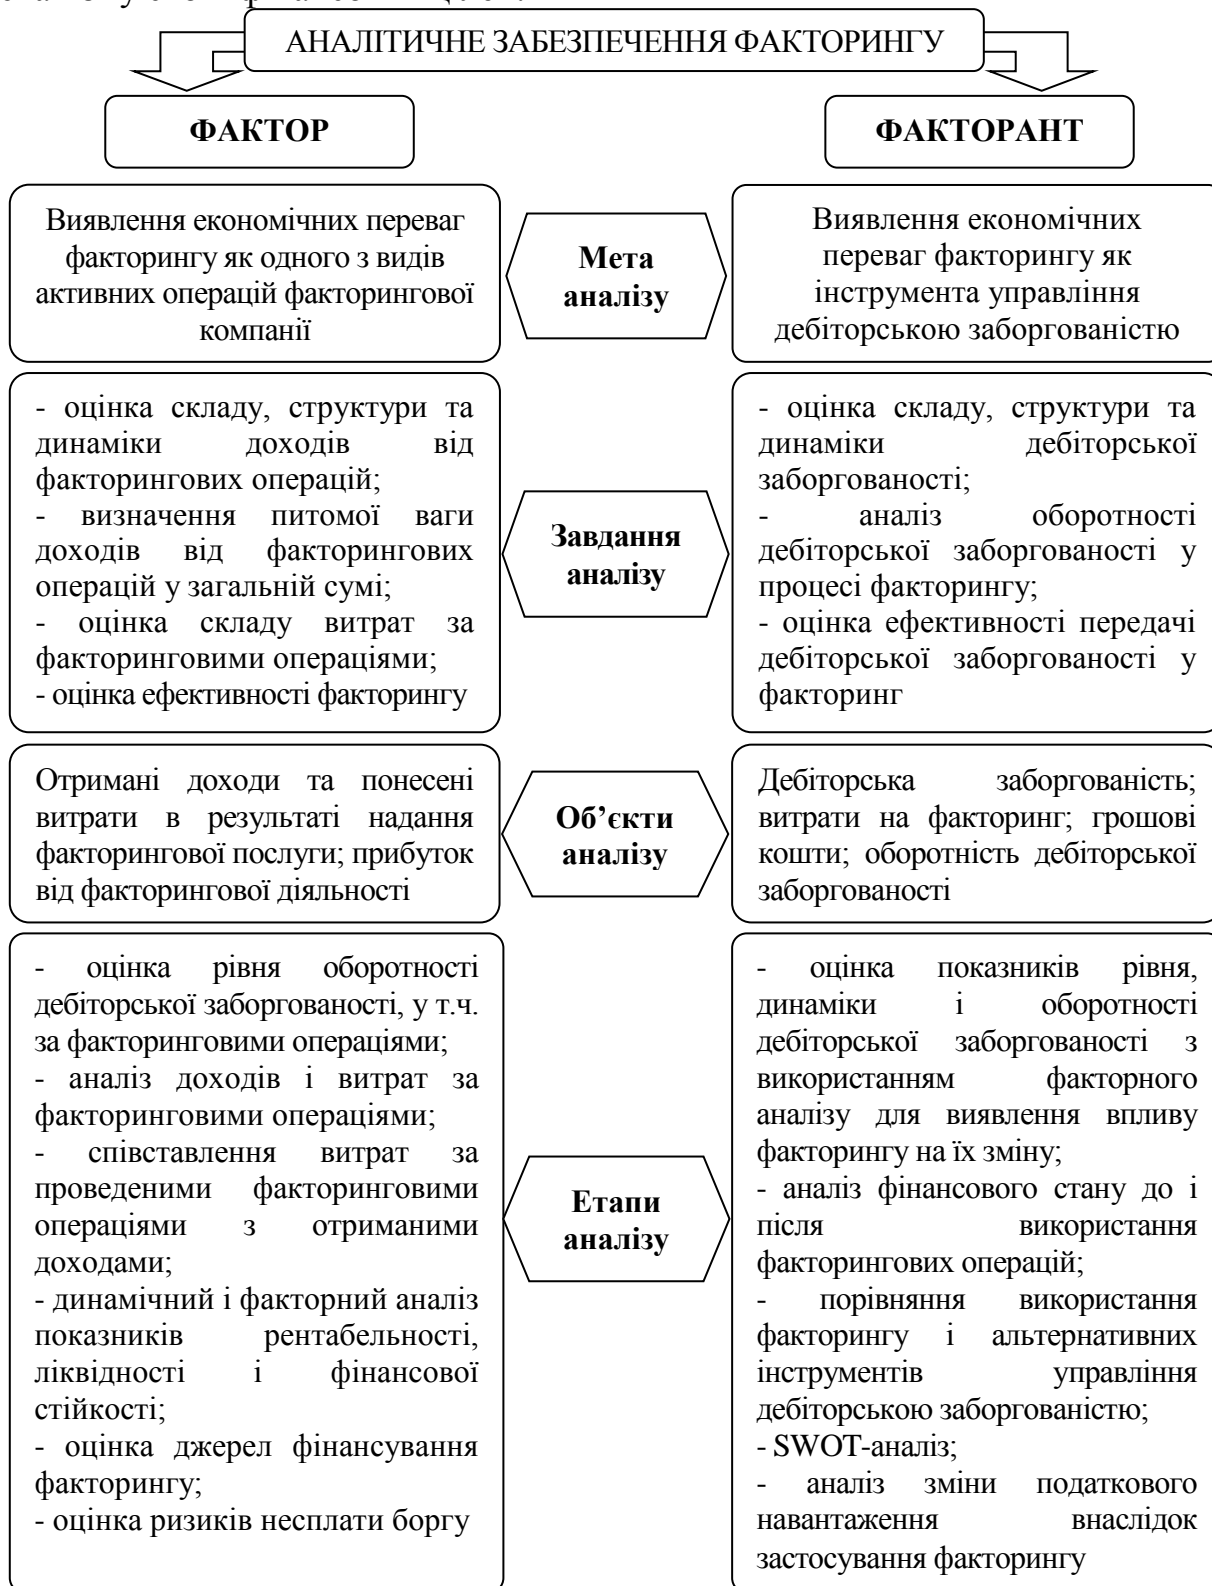 АНАЛІТИЧНЕ ЗАБЕЗПЕЧЕННЯ ФАКТОРИНГУ
ФАКТОР
ФАКТОРАНТ
Виявлення економічних переваг
факторингу як одного з видів
активних операцій факторингової
компанії
Мета
аналізу
Виявлення економічних
переваг факторингу як
інструмента управління
дебіторською заборгованістю
- оцінка складу, структури та
динаміки доходів від
факторингових операцій;
- визначення питомої ваги
доходів від факторингових
операцій у загальній сумі;
- оцінка складу витрат за
факторинговими операціями;
- оцінка ефективності факторингу
Завдання
аналізу
- оцінка складу, структури та
динаміки дебіторської
заборгованості;
- аналіз оборотності
дебіторської заборгованості у
процесі факторингу;
- оцінка ефективності передачі
дебіторської заборгованості у
факторинг
Отримані доходи та понесені
витрати в результаті надання
факторингової послуги; прибуток
від факторингової діяльності
Об’єкти
аналізу
Дебіторська заборгованість;
витрати на факторинг; грошові
кошти; оборотність дебіторської
заборгованості
- оцінка рівня оборотності
дебіторської заборгованості, у т.ч.
за факторинговими операціями;
- аналіз доходів і витрат за
факторинговими операціями;
- співставлення витрат за
проведеними факторинговими
операціями з отриманими
доходами;
- динамічний і факторний аналіз
показників рентабельності,
ліквідності і фінансової
стійкості;
- оцінка джерел фінансування
факторингу;
- оцінка ризиків несплати боргу
Етапи
аналізу
- оцінка показників рівня,
динаміки і оборотності
дебіторської заборгованості з
використанням факторного
аналізу для виявлення впливу
факторингу на їх зміну;
- аналіз фінансового стану до і
після використання
факторингових операцій;
- порівняння використання
факторингу і альтернативних
інструментів управління
дебіторською заборгованістю;
- SWOT-аналіз;
- аналіз зміни податкового
навантаження внаслідок
застосування факторингу